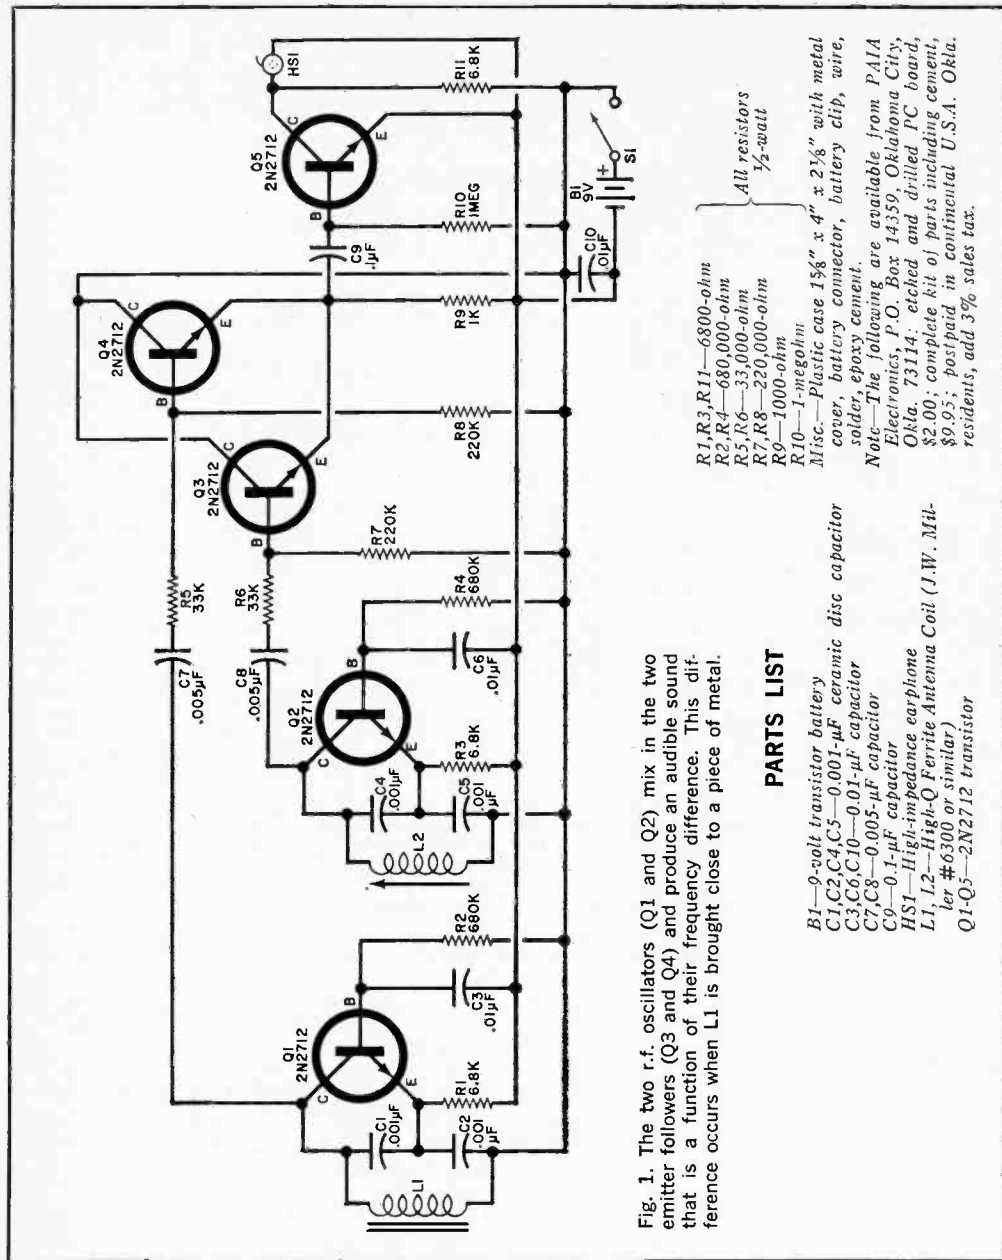 HS1
R11
6.8K
Q5
2N2712
C
E
B
R10
1MEG
C9
.1µF
S1
B1
9V
C10
.01µF
Q4
2N2712
C
E
B
R9
1K
R8
220K
Q3
2N2712
C
E
B
R7
220K
R5
33K
R6
33K
C7
.005µF
C8
.005µF
R4
680K
C6
.01µF
Q2
2N2712
C
B
E
R3
6.8K
C4
.001µF
C5
.001
µF
L2
R2
680K
C3
.01µF
Q1
2N2712
C
B
E
R1
6.8K
C1
.001µF
C2
.001
µF
L1
Fig. 1. The two r.f. oscillators (Q1 and Q2) mix in the two
emitter followers (Q3 and Q4) and produce an audible sound
that is a function of their frequency difference. This dif-
ference occurs when L1 is brought close to a piece of metal.
PARTS LIST
B1—9-volt transistor battery
C1,C2,C4,C5—0.001-µF ceramic disc capacitor
C3,C6,C10—0.01-µF capacitor
C7,C8—0.005-µF capacitor
C9—0.1-µF capacitor
HS1—High-impedance earphone
L1, L2—High-Q Ferrite Antenna Coil (J.W. Mil-
ler #6300 or similar)
Q1-Q5—2N2712 transistor
R1,R3,R11—6800-ohm
R2,R4—680,000-ohm
R5,R6—33,000-ohm
R7,R8—220,000-ohm
R9—1000-ohm
R10—1-megohm
All resistors
½-watt
Misc.—Plastic case 1⅝" x 4" x 2⅛" with metal
cover, battery connector, battery clip, wire,
solder, epoxy cement.
Note—The following are available from PAIA
Electronics, P.O. Box 14359, Oklahoma City,
Okla. 73114: etched and drilled PC board,
$2.00; complete kit of parts including cement,
$9.95; postpaid in continental U.S.A. Okla.
residents, add 3% sales tax.